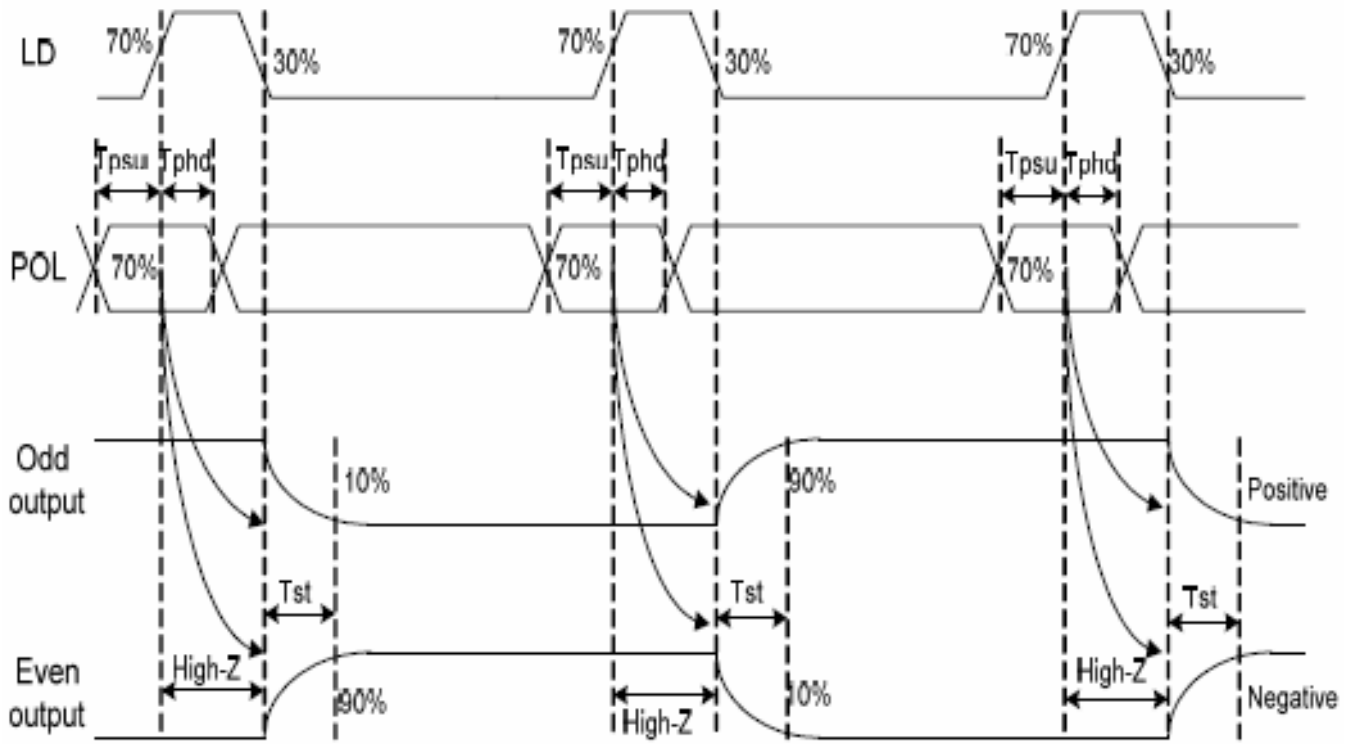 LD
70%
30%
70%
30%
70%
30%
Tpsu
Tphd
Tpsu
Tphd
Tpsu
Tphd
POL
70%
70%
70%
Odd
output
10%
90%
Positive
Tst
Tst
Tst
Even
output
High-Z
90%
High-Z
10%
High-Z
Negative